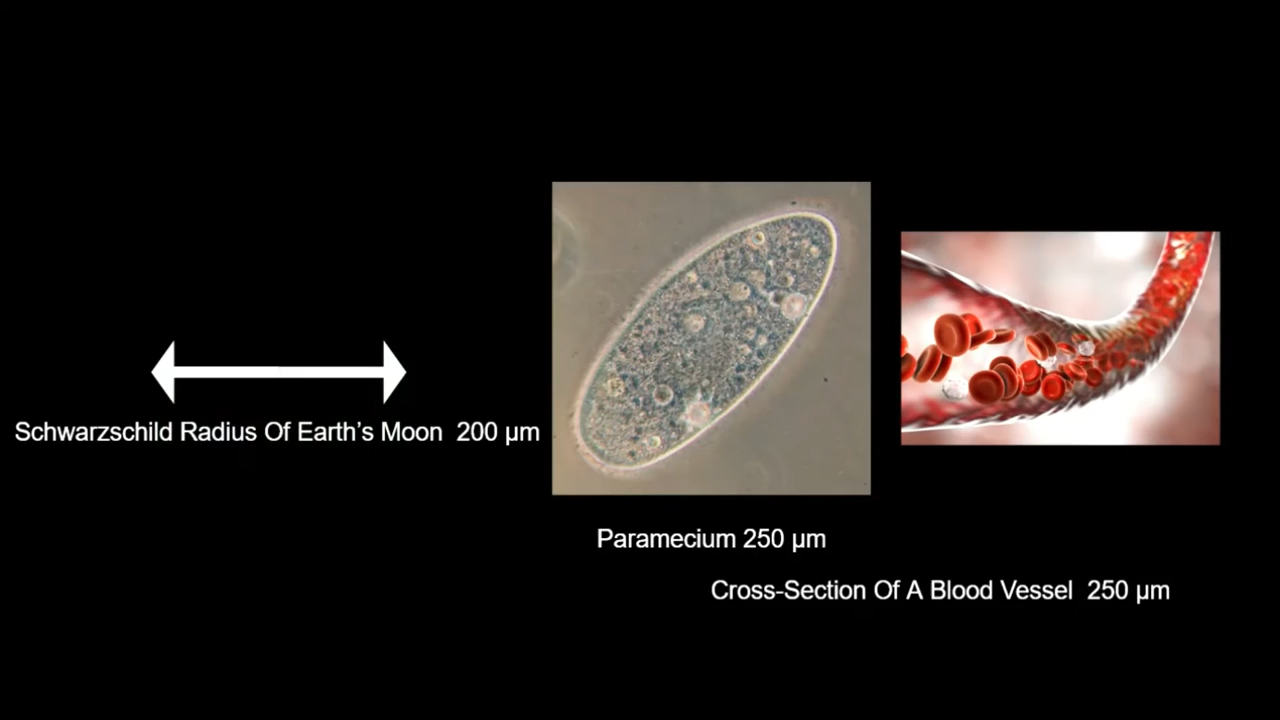 Schwarzschild Radius Of Earth’s Moon  200 µm
Paramecium 250 µm
Cross-Section Of A Blood Vessel  250 µm